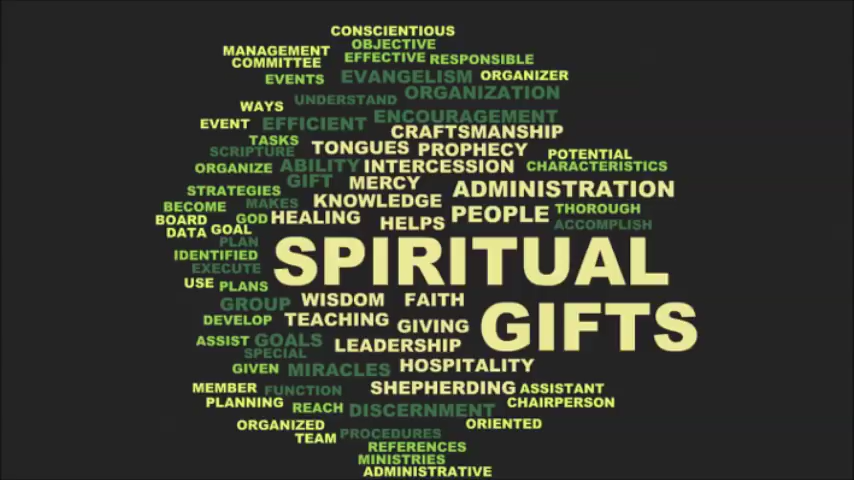 CONSCIENTIOUS
OBJECTIVE
MANAGEMENT
EFFECTIVE RESPONSIBLE
COMMITTEE
EVENTS EVANGELISM ORGANIZER
UNDERSTAND ORGANIZATION
WAYS
EVENT EFFICIENT ENCOURAGEMENT
CRAFTSMANSHIP
TASKS
SCRIPTURE TONGUES PROPHECY POTENTIAL
ORGANIZE ABILITY INTERCESSION CHARACTERISTICS
GIFT MERCY
STRATEGIES ADMINISTRATION
BECOME MAKES KNOWLEDGE PEOPLE THOROUGH
BOARD GOD HEALING HELPS ACCOMPLISH
DATA GOAL
PLAN
IDENTIFIED SPIRITUAL
EXECUTE
USE PLANS
GROUP WISDOM FAITH
DEVELOP TEACHING GIVING GIFTS
ASSIST GOALS LEADERSHIP
SPECIAL
GIVEN MIRACLES HOSPITALITY
MEMBER FUNCTION SHEPHERDING ASSISTANT
PLANNING REACH DISCERNMENT CHAIRPERSON
ORGANIZED ORIENTED
TEAM PROCEDURES
REFERENCES
MINISTRIES
ADMINISTRATIVE